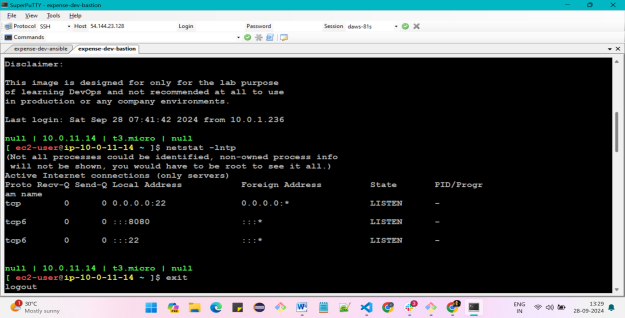 SuperPuTTY - expense-dev-bastion
File View Tools Help
Protocol SSH Host 54.144.23.128 Login Password Session daws-81s
Commands
expense-dev-ansible expense-dev-bastion
Disclaimer:
This image is designed for only for the lab purpose
of learning DevOps and not recommended at all to use
in production or any company environments.
Last login: Sat Sep 28 07:41:42 2024 from 10.0.1.236
null | 10.0.11.14 | t3.micro | null
[ ec2-user@ip-10-0-11-14 ~ ]$ netstat -lntp
(Not all processes could be identified, non-owned process info
will not be shown, you would have to be root to see it all.)
Active Internet connections (only servers)
Proto Recv-Q Send-Q Local Address Foreign Address State PID/Progr
am name
tcp 0 0 0.0.0.0:22 0.0.0.0:* LISTEN -
tcp6 0 0 :::8080 :::* LISTEN -
tcp6 0 0 :::22 :::* LISTEN -
null | 10.0.11.14 | t3.micro | null
[ ec2-user@ip-10-0-11-14 ~ ]$ exit
logout
30°C
Mostly sunny
ENG
IN
13:29
28-09-2024